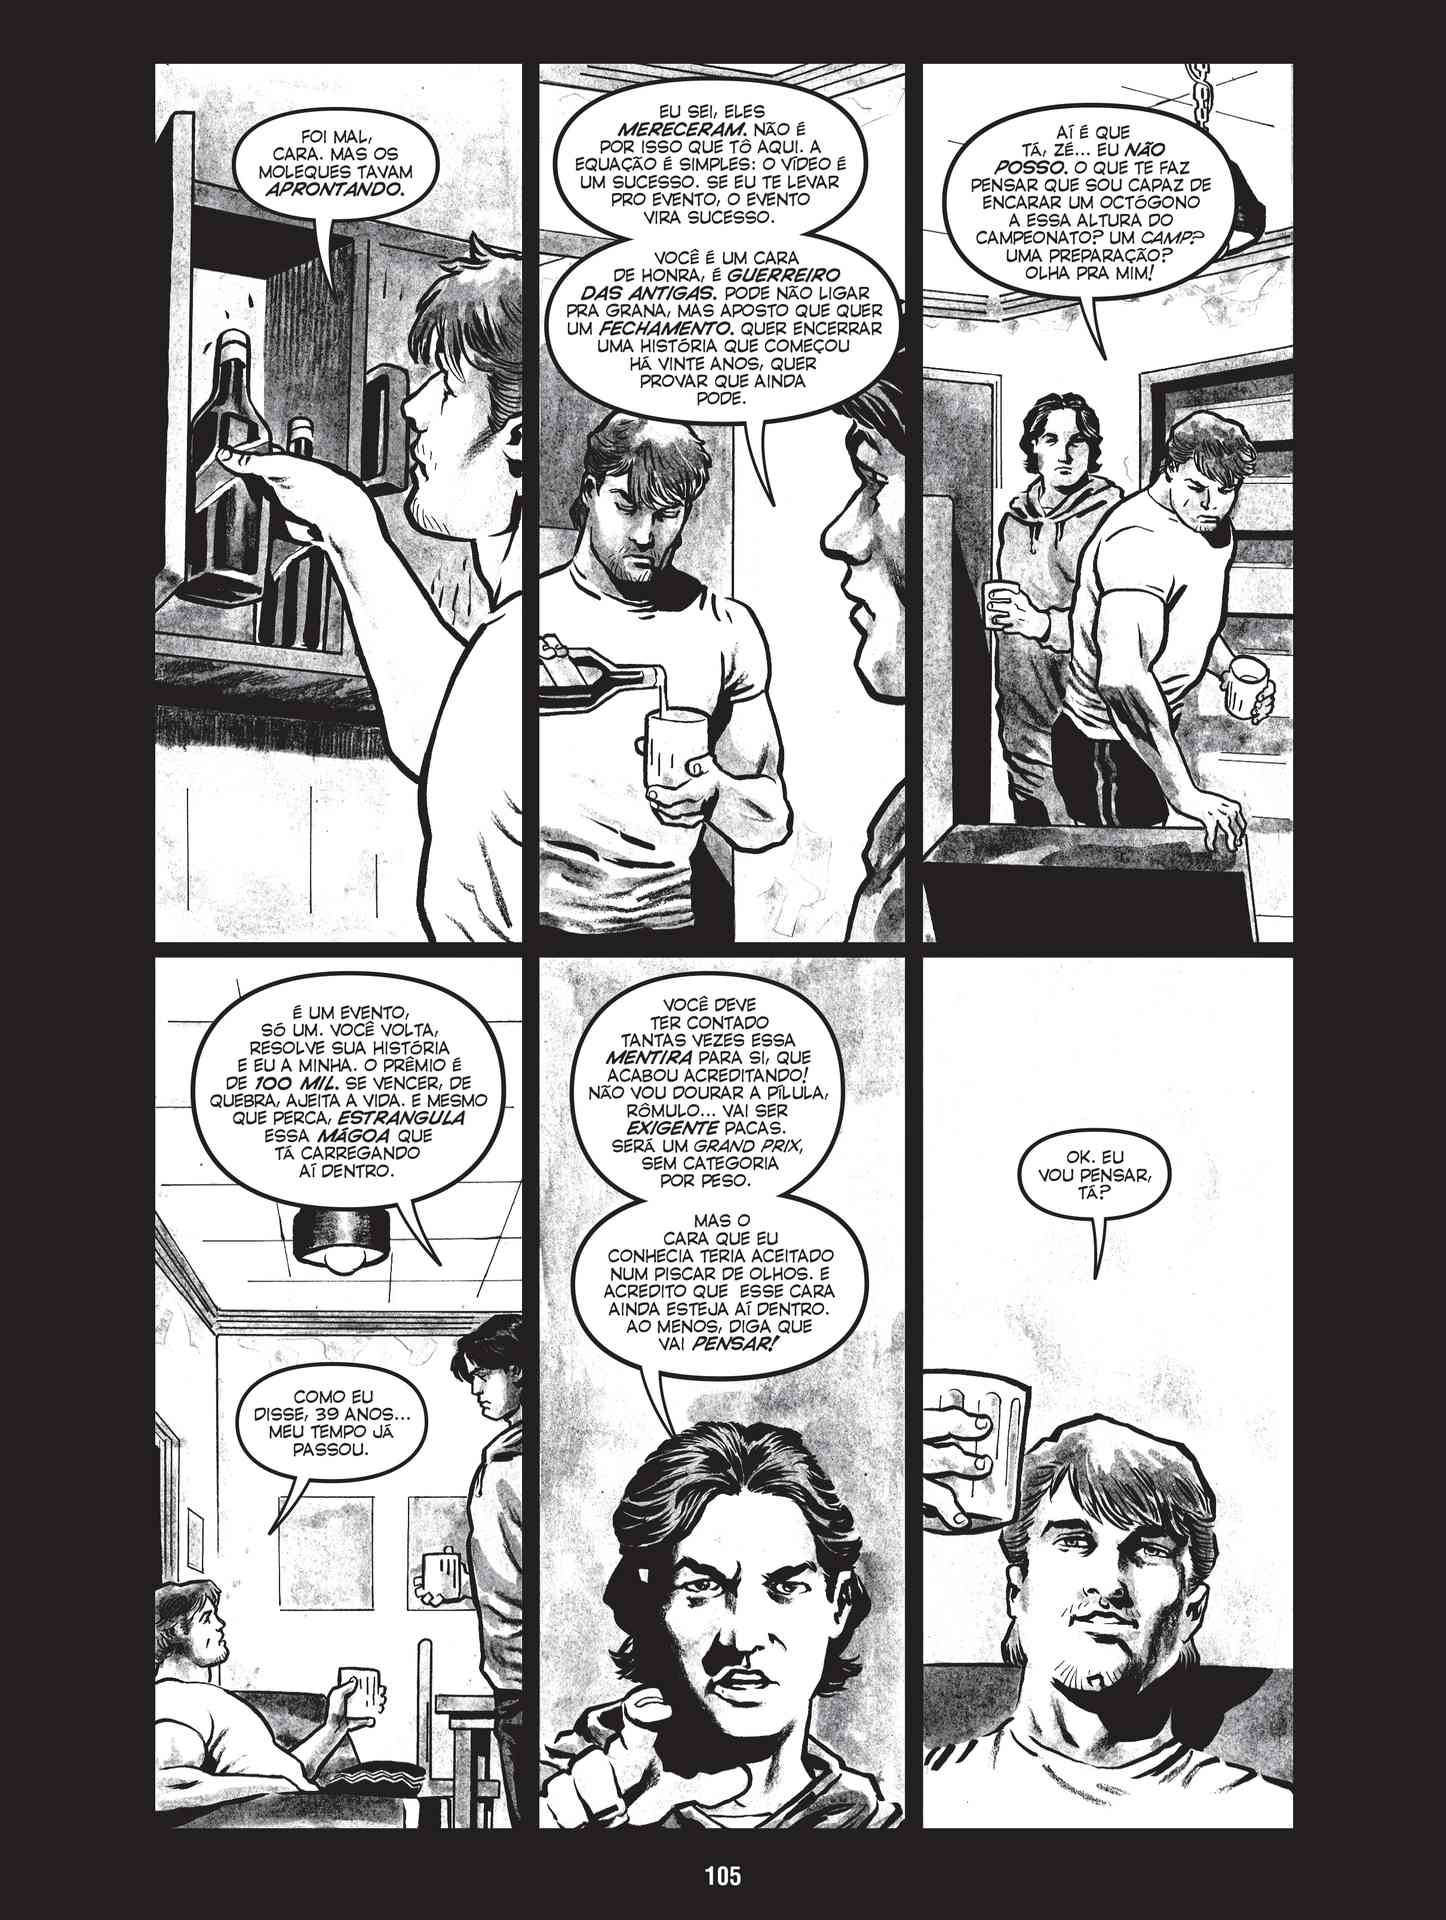 FOI MAL,
CARA. MAS OS
MOLEQUES TAVAM
APRONTANDO.
EU SEI, ELES
MERECERAM. NÃO É
POR ISSO QUE TÔ AQUI. A
EQUAÇÃO É SIMPLES: O VÍDEO É
UM SUCESSO. SE EU TE LEVAR
PRO EVENTO, O EVENTO
VIRA SUCESSO.
VOCÊ É UM CARA
DE HONRA, É GUERREIRO
DAS ANTIGAS. PODE NÃO LIGAR
PRA GRANA, MAS APOSTO QUE QUER
UM FECHAMENTO. QUER ENCERRAR
UMA HISTÓRIA QUE COMEÇOU
HÁ VINTE ANOS, QUER
PROVAR QUE AINDA
PODE.
AÍ É QUE
TÁ, ZÉ... EU NÃO
POSSO. O QUE TE FAZ
PENSAR QUE SOU CAPAZ DE
ENCARAR UM OCTÓGONO
A ESSA ALTURA DO
CAMPEONATO? UM CAMP?
UMA PREPARAÇÃO?
OLHA PRA MIM!
É UM EVENTO,
SÓ UM. VOCÊ VOLTA,
RESOLVE SUA HISTÓRIA
E EU A MINHA. O PRÊMIO É
DE 100 MIL. SE VENCER, DE
QUEBRA, AJEITA A VIDA. E MESMO
QUE PERCA, ESTRANGULA
ESSA MÁGOA QUE
TÁ CARREGANDO
AÍ DENTRO.
COMO EU
DISSE, 39 ANOS...
MEU TEMPO JÁ
PASSOU.
VOCÊ DEVE
TER CONTADO
TANTAS VEZES ESSA
MENTIRA PARA SI, QUE
ACABOU ACREDITANDO!
NÃO VOU DOURAR A PÍLULA,
RÔMULO... VAI SER
EXIGENTE PACAS.
SERÁ UM GRAND PRIX,
SEM CATEGORIA
POR PESO.
MAS O
CARA QUE EU
CONHECIA TERIA ACEITADO
NUM PISCAR DE OLHOS. E
ACREDITO QUE ESSE CARA
AINDA ESTEJA AÍ DENTRO.
AO MENOS, DIGA QUE
VAI PENSAR!
OK. EU
VOU PENSAR,
TÁ?
105